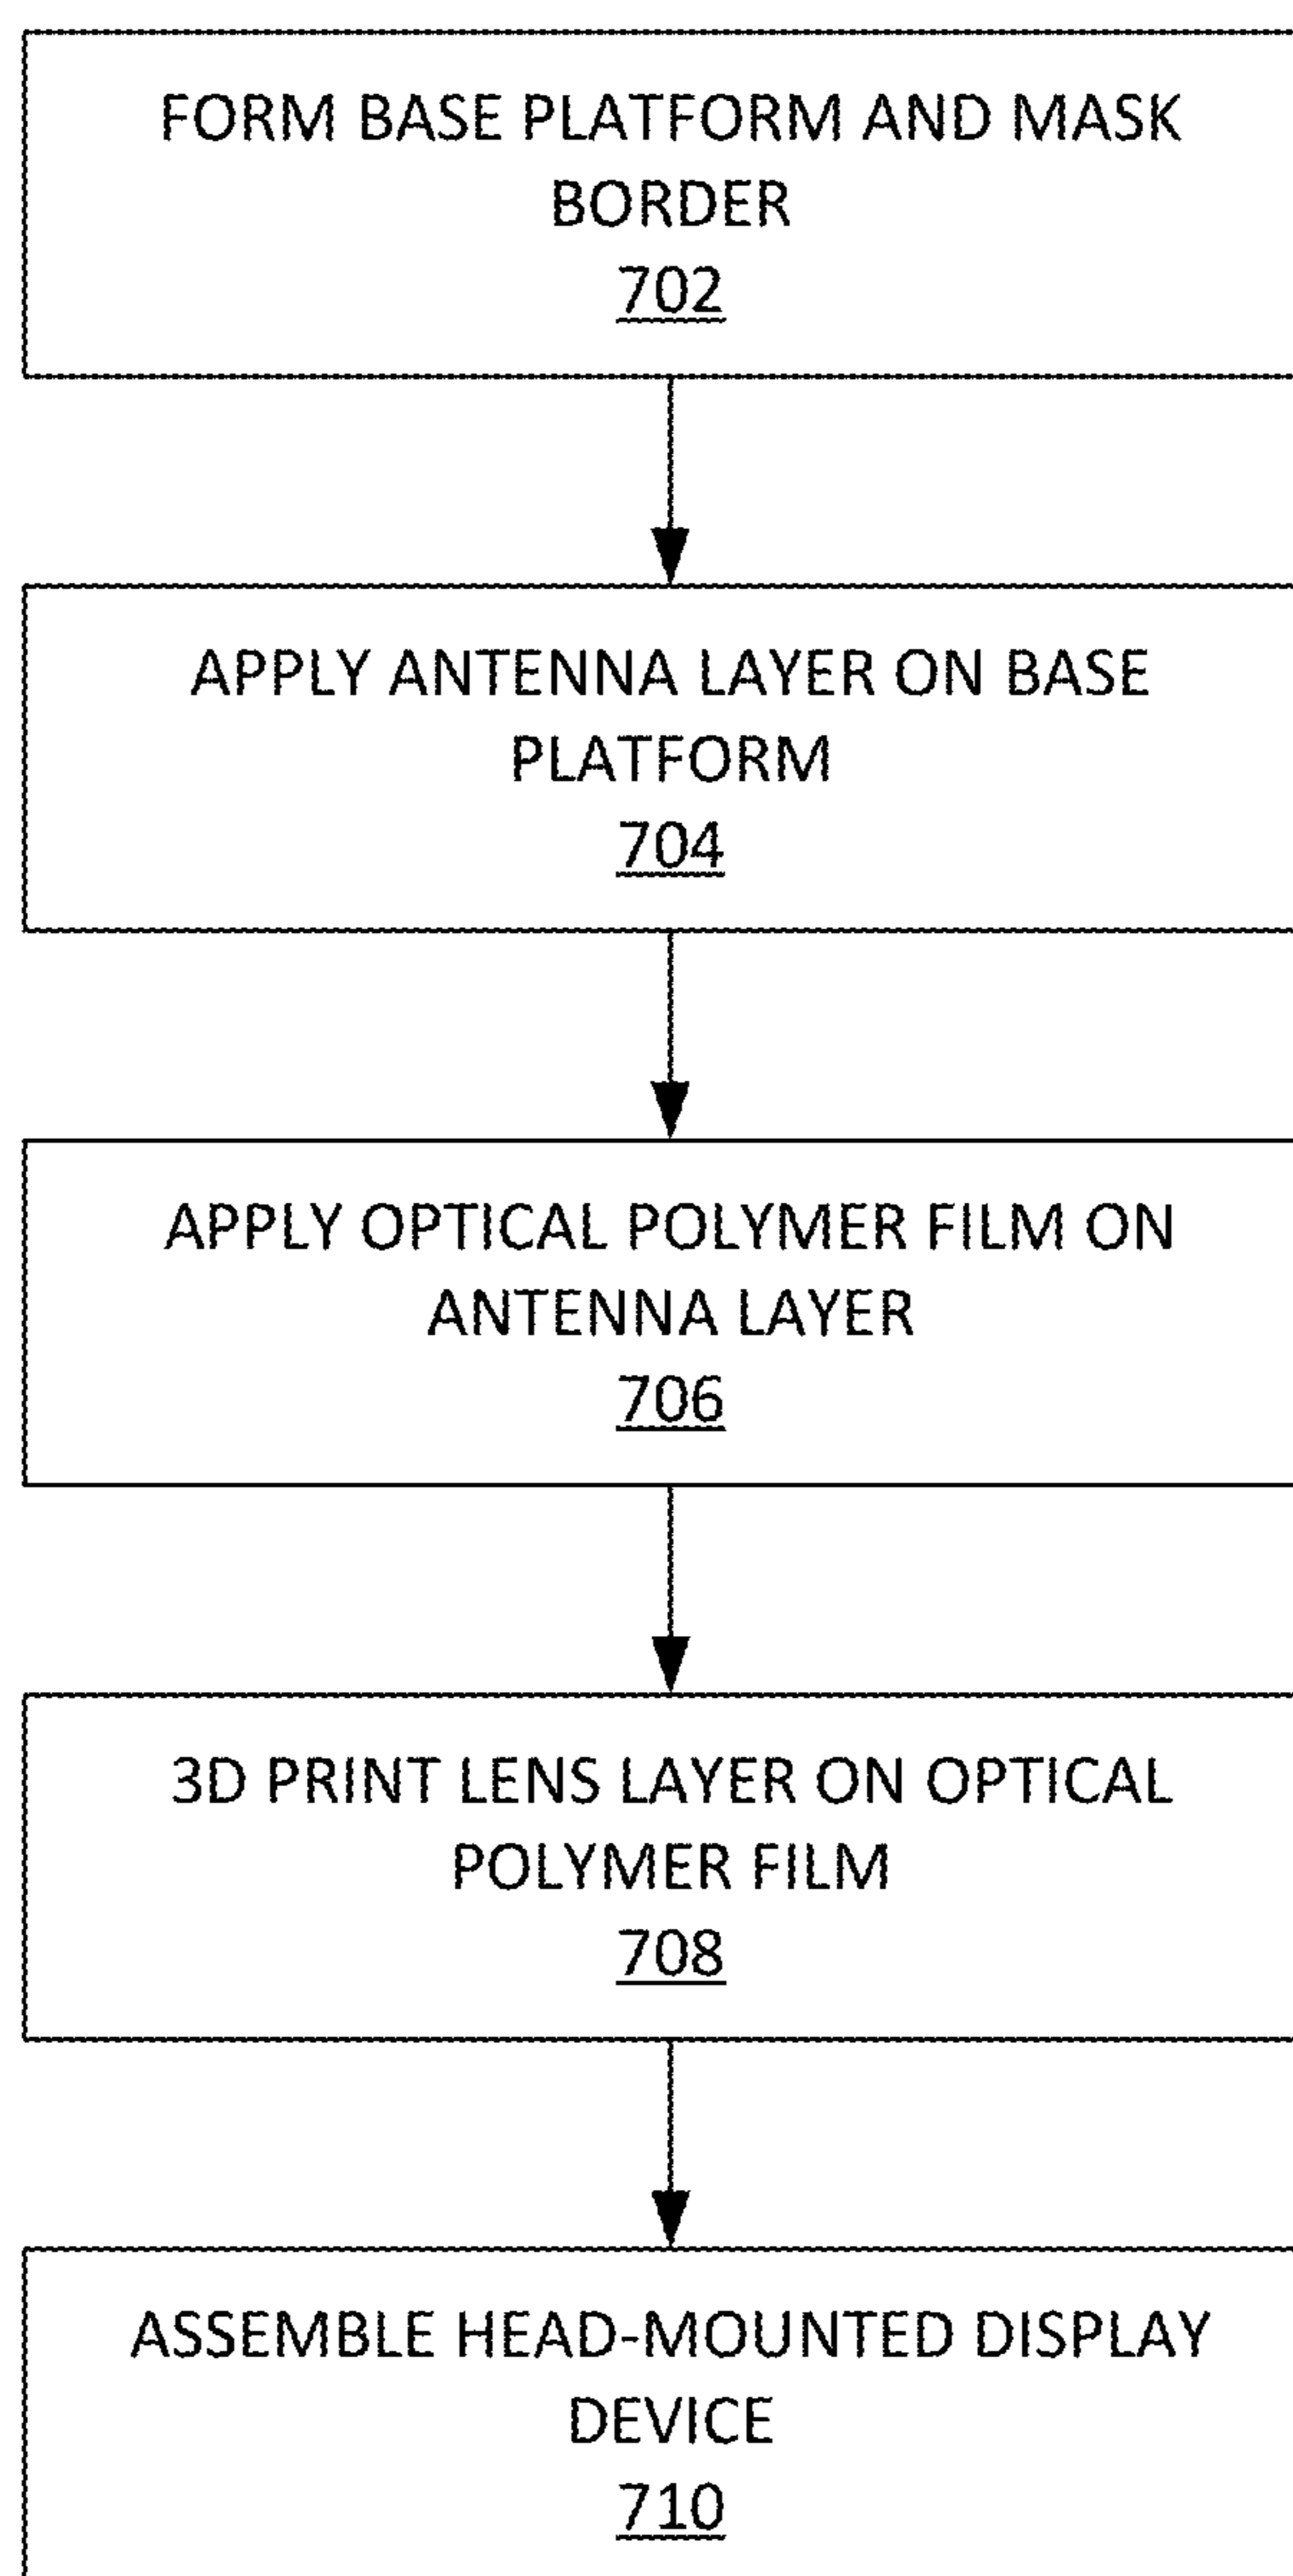 FORM BASE PLATFORM AND MASK
BORDER
702
APPLY ANTENNA LAYER ON BASE
PLATFORM
704
APPLY OPTICAL POLYMER FILM ON
ANTENNA LAYER
706
3D PRINT LENS LAYER ON OPTICAL
POLYMER FILM
708
ASSEMBLE HEAD-MOUNTED DISPLAY
DEVICE
710